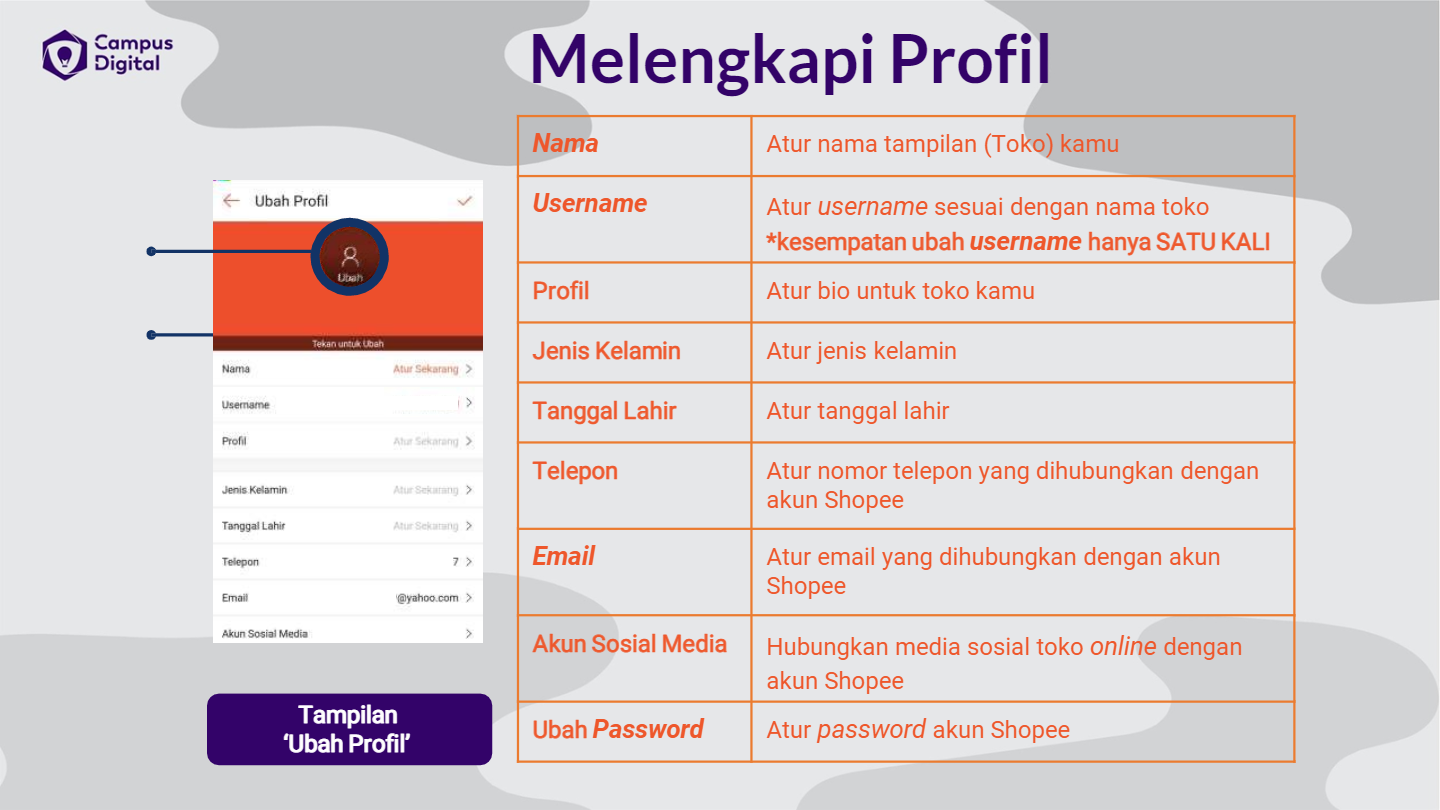 Campus
Digital
Melengkapi Profil
Nama
Atur nama tampilan (Toko) kamu
Username
Atur username sesuai dengan nama toko
*kesempatan ubah username hanya SATU KALI
Profil
Atur bio untuk toko kamu
Jenis Kelamin
Atur jenis kelamin
Tanggal Lahir
Atur tanggal lahir
Telepon
Atur nomor telepon yang dihubungkan dengan
akun Shopee
Email
Atur email yang dihubungkan dengan akun
Shopee
Akun Sosial Media
Hubungkan media sosial toko online dengan
akun Shopee
Ubah Password
Atur password akun Shopee
Ubah Profil
Ubah
Tekan untuk Ubah
Nama Atur Sekarang
Username
Profil Atur Sekarang
Jenis Kelamin Atur Sekarang
Tanggal Lahir Atur Sekarang
Telepon 7
Email @yahoo.com
Akun Sosial Media
Tampilan
‘Ubah Profil’